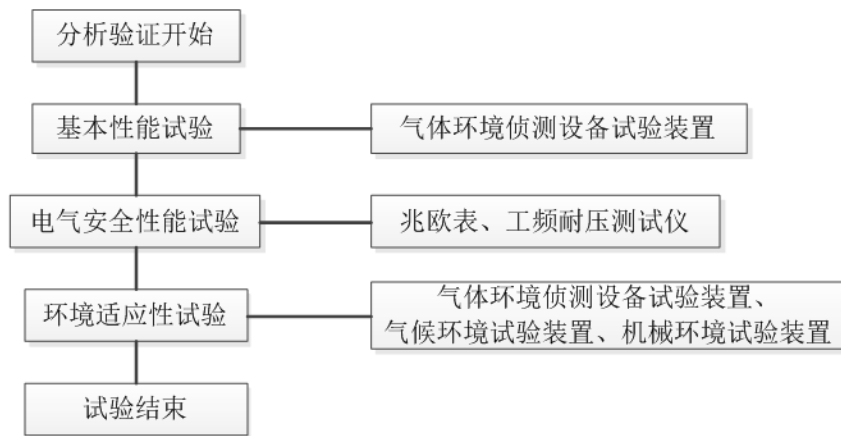 分析验证开始
基本性能试验
气体环境侦测设备试验装置
电气安全性能试验
兆欧表、工频耐压测试仪
环境适应性试验
气体环境侦测设备试验装置、
气候环境试验装置、机械环境试验装置
试验结束